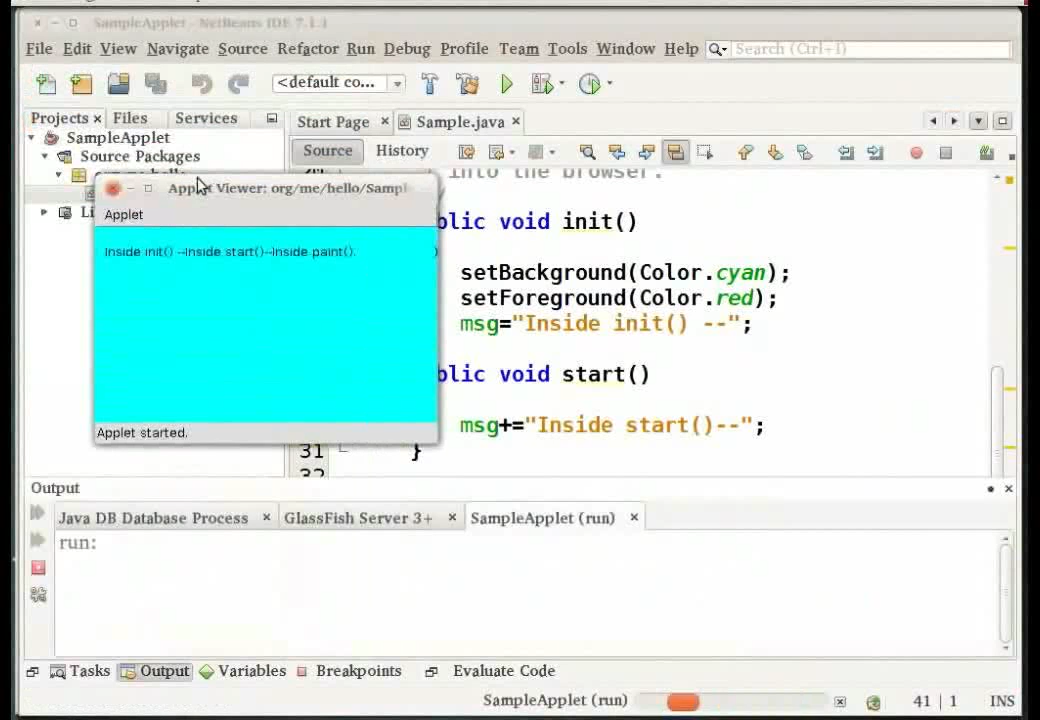 SampleApplet - NetBeans IDE 7.1.1
File Edit View Navigate Source Refactor Run Debug Profile Team Tools Window Help Search (Ctrl+I)
<default co...
Projects × Files Services
Start Page × Sample.java ×
SampleApplet
Source History
Source Packages
into the browser.
Applet Viewer: org/me/hello/Sampl
Applet
blic void init()
Inside init() --Inside start()--Inside paint(). )
setBackground(Color.cyan);
setForeground(Color.red);
msg="Inside init() --";
blic void start()
msg+="Inside start()--";
Applet started.
31 }
32
Output
Java DB Database Process × GlassFish Server 3+ × SampleApplet (run) ×
run:
Tasks Output Variables Breakpoints Evaluate Code
SampleApplet (run) 41 | 1 INS